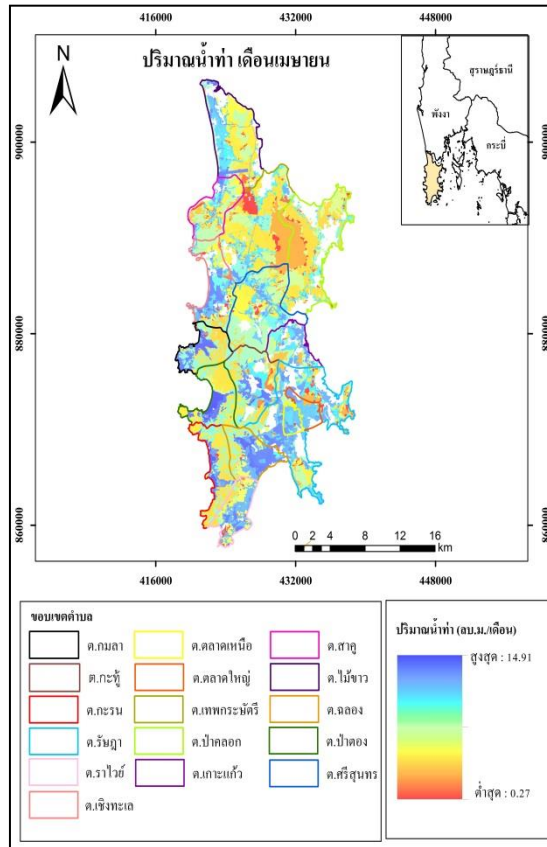 416000 432000 448000
N
ปริมาณน้ำท่า เดือนเมษายน
สุราษฎร์ธานี
พังงา
กระบี่
900000 900000
880000 880000
860000 860000
0 2 4 8 12 16
km
416000 432000 448000
ขอบเขตตำบล
ต.กมลา ต.ตลาดเหนือ ต.สาคู
ต.กะทู้ ต.ตลาดใหญ่ ต.ไม้ขาว
ต.กะรน ต.เทพกระษัตรี ต.ฉลอง
ต.รัษฎา ต.ป่าคลอก ต.ป่าตอง
ต.ราไวย์ ต.เกาะแก้ว ต.ศรีสุนทร
ต.เชิงทะเล
ปริมาณน้ำท่า (ลบ.ม./เดือน)
สูงสุด : 14.91
ต่ำสุด : 0.27